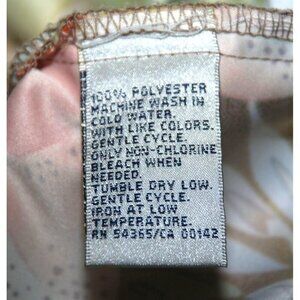 100% POLYESTER
MACHINE WASH IN
COLD WATER.
WITH LIKE COLORS.
GENTLE CYCLE.
ONLY NON-CHLORINE
BLEACH WHEN
NEEDED.
TUMBLE DRY LOW.
GENTLE CYCLE.
IRON AT LOW
TEMPERATURE.
RN 54365/CA 00142